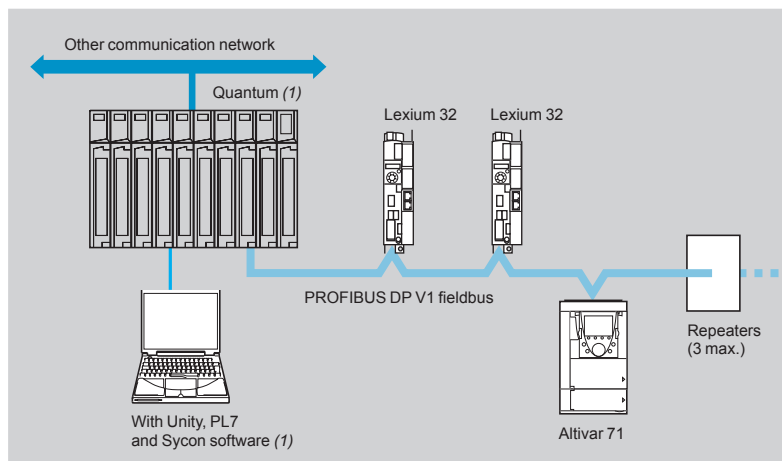 Other communication network
Quantum (1)
Lexium 32
Lexium 32
PROFIBUS DP V1 fieldbus
Repeaters
(3 max.)
With Unity, PL7
and Sycon software (1)
Altivar 71